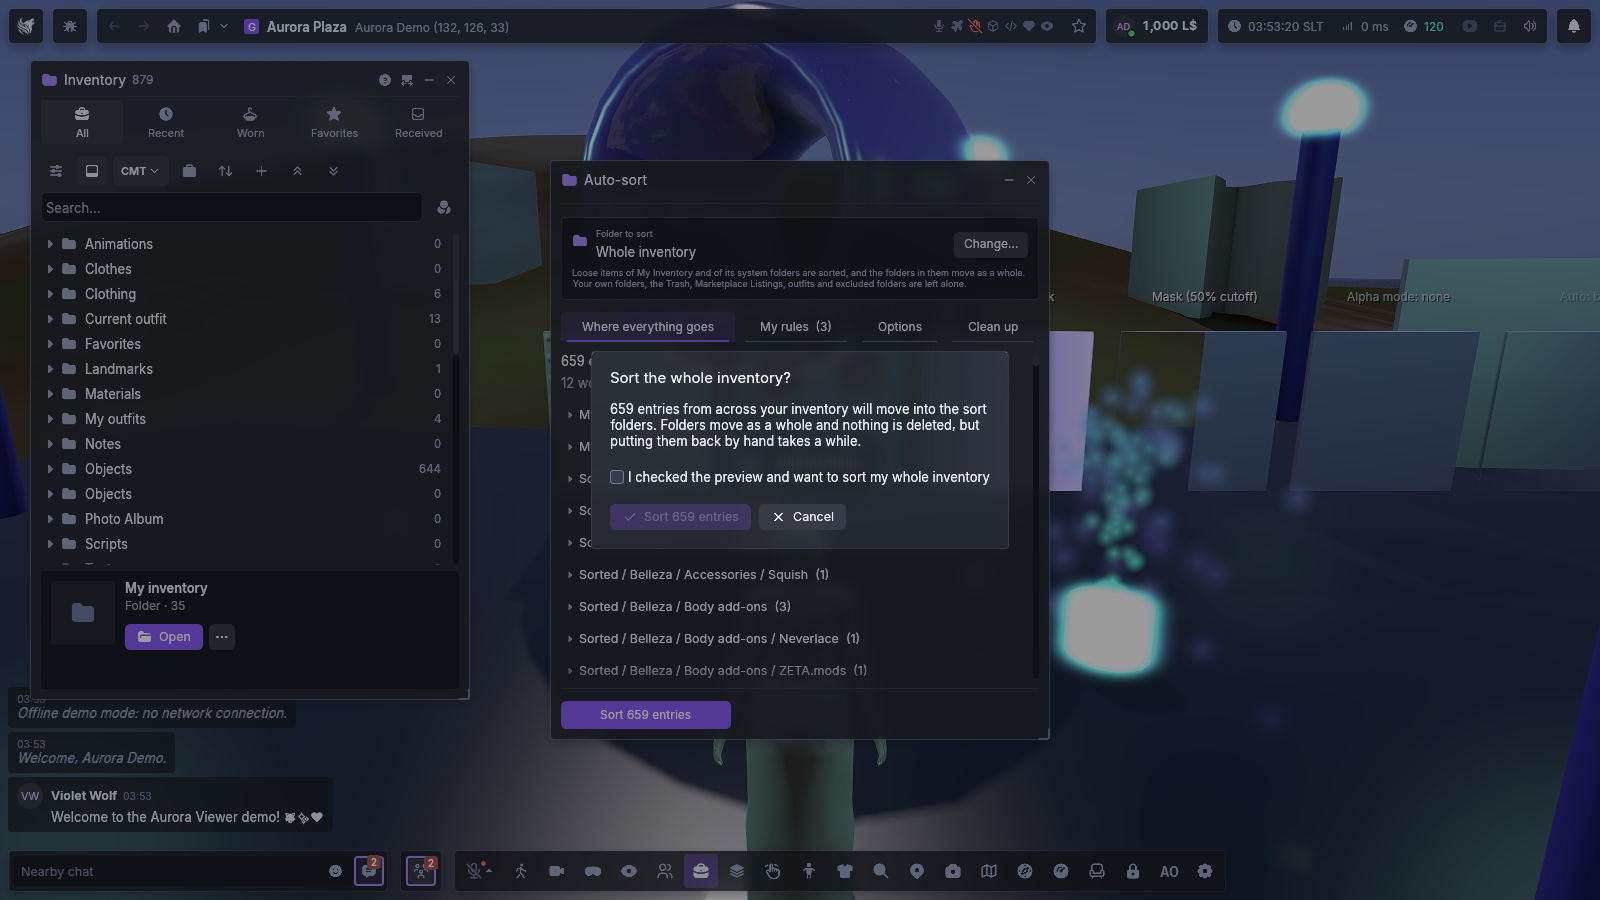 Aurora Plaza Aurora Demo (132, 126, 33)
AD 1,000 L$
03:53:20 SLT 0 ms 120
Inventory 879
All Recent Worn Favorites Received
CMT
Search...
Animations 0
Clothes 0
Clothing 6
Current outfit 13
Favorites 0
Landmarks 1
Materials 0
My outfits 4
Notes 0
Objects 644
Objects 0
Photo Album 0
Scripts 0
My inventory
Folder · 35
Open
03:53
Offline demo mode: no network connection.
03:53
Welcome, Aurora Demo.
VW Violet Wolf 03:53
Welcome to the Aurora Viewer demo!
Nearby chat
2
2
AO
Auto-sort
Folder to sort
Whole inventory
Change...
Loose items of My Inventory and of its system folders are sorted, and the folders in them move as a whole.
Your own folders, the Trash, Marketplace Listings, outfits and excluded folders are left alone.
Where everything goes My rules (3) Options Clean up
659
12
Sort the whole inventory?
659 entries from across your inventory will move into the sort
folders. Folders move as a whole and nothing is deleted, but
putting them back by hand takes a while.
I checked the preview and want to sort my whole inventory
Sort 659 entries Cancel
Sorted / Belleza / Accessories / Squish (1)
Sorted / Belleza / Body add-ons (3)
Sorted / Belleza / Body add-ons / Neverlace (1)
Sorted / Belleza / Body add-ons / ZETA.mods (1)
Sort 659 entries
Mask (50% cutoff)
Alpha mode: none
Auto: